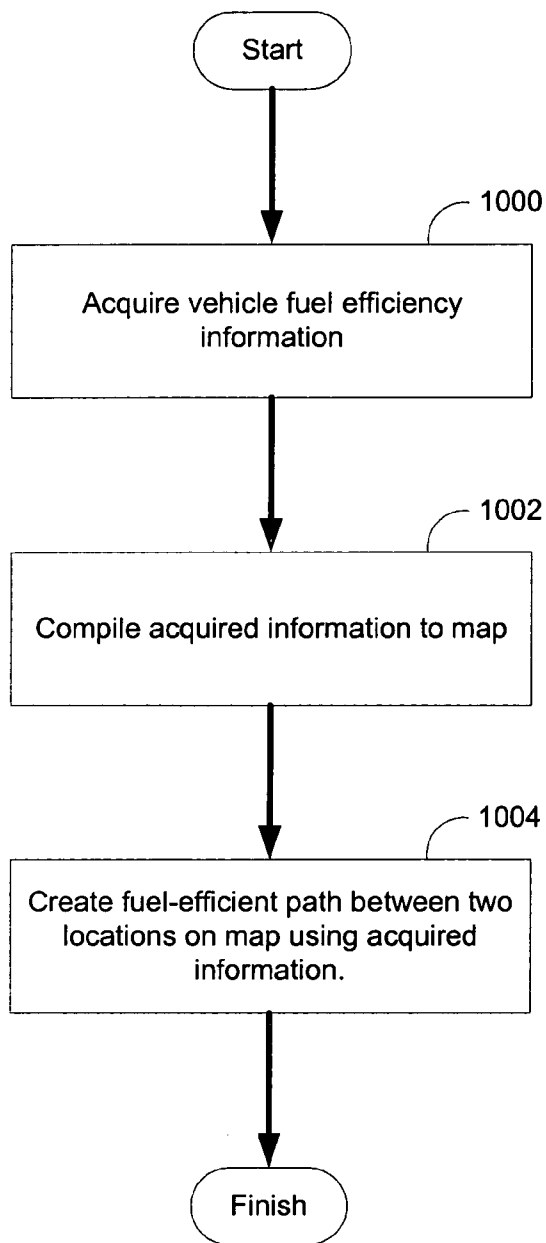 Start
1000
Acquire vehicle fuel efficiency
information
1002
Compile acquired information to map
1004
Create fuel-efficient path between two
locations on map using acquired
information.
Finish